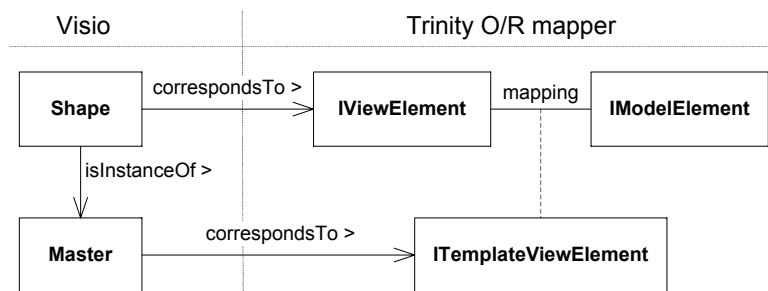 Visio
Trinity O/R mapper
Shape
correspondsTo >
IViewElement
mapping
IModelElement
isInstanceOf >
Master
correspondsTo >
ITemplateViewElement